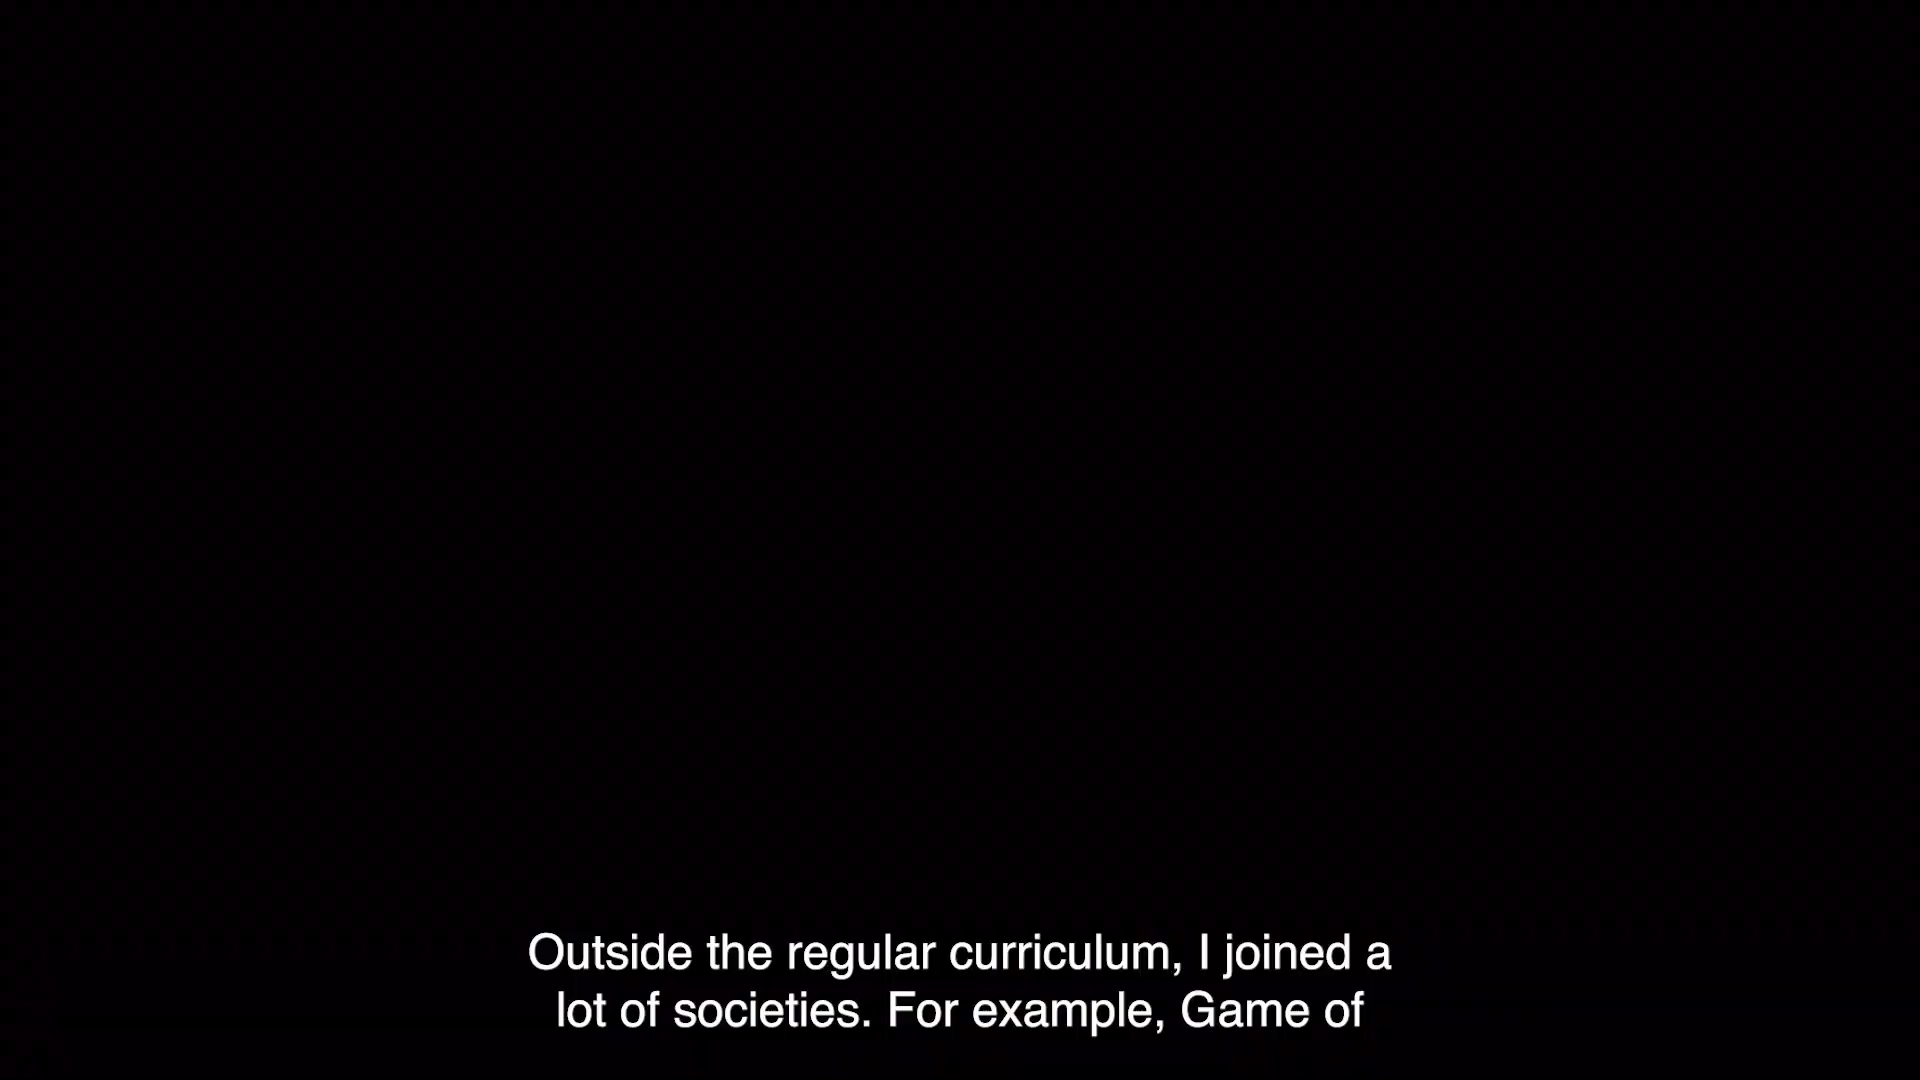 Outside the regular curriculum, I joined a
lot of societies. For example, Game of